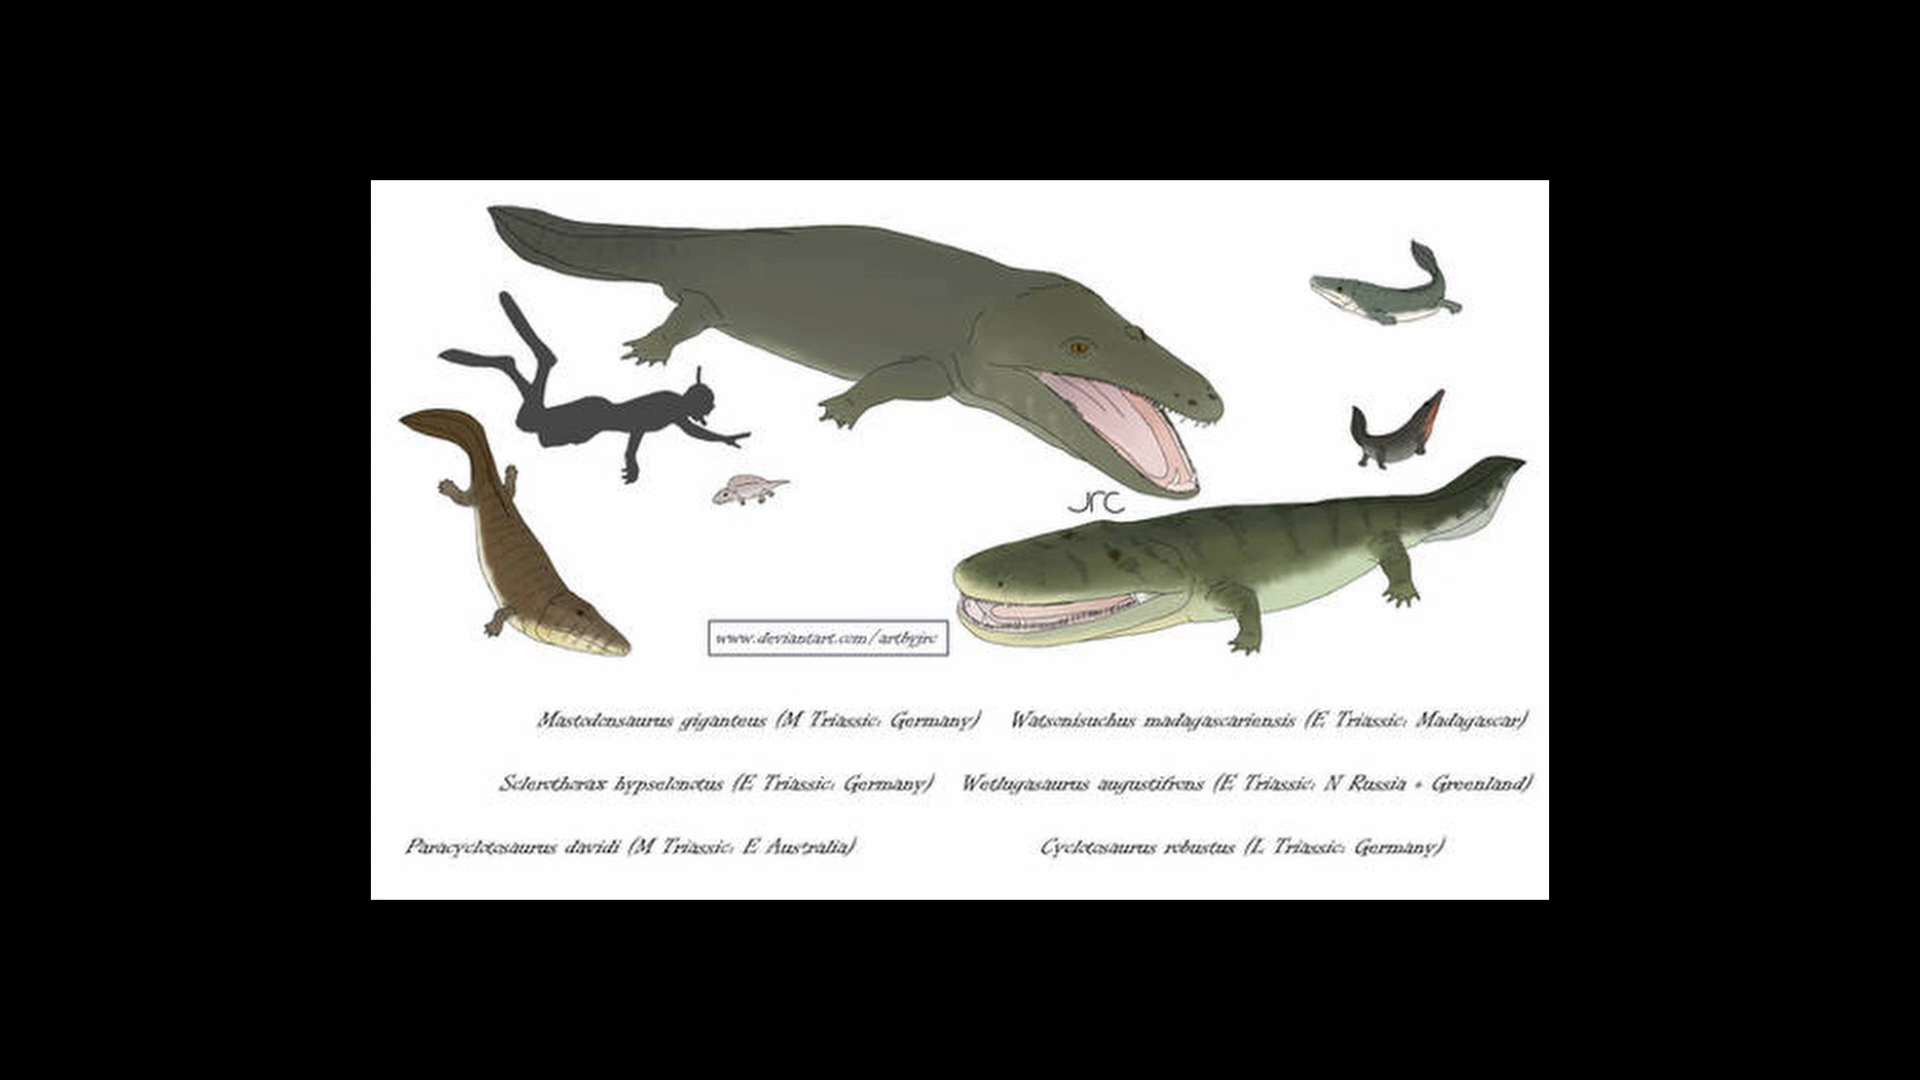 JrC
www.deviantart.com/artbyjrc
Mastodonsaurus giganteus (M Triassic: Germany)
Watsonisuchus madagascariensis (E Triassic: Madagascar)
Sclerothorax hypselonotus (E Triassic: Germany)
Wetlugasaurus augustifrons (E Triassic: N Russia + Greenland)
Paracyclotosaurus davidi (M Triassic: E Australia)
Cyclotosaurus robustus (L Triassic: Germany)